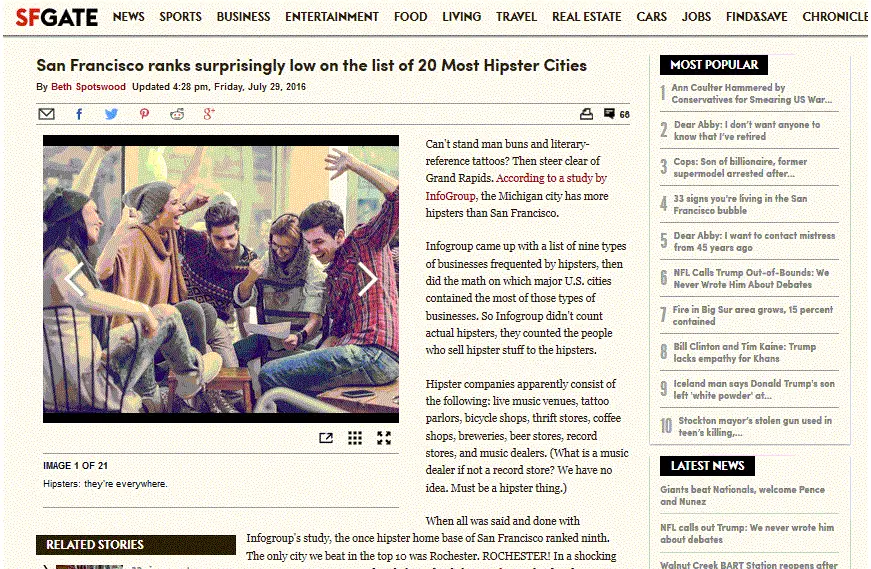 SFGATE NEWS SPORTS BUSINESS ENTERTAINMENT FOOD LIVING TRAVEL REAL ESTATE CARS JOBS FIND&SAVE CHRONICLE
San Francisco ranks surprisingly low on the list of 20 Most Hipster Cities
By Beth Spotswood Updated 4:28 pm, Friday, July 29, 2016
68
Can't stand man buns and literary-
reference tattoos? Then steer clear of
Grand Rapids. According to a study by
InfoGroup, the Michigan city has more
hipsters than San Francisco.
Infogroup came up with a list of nine types
of businesses frequented by hipsters, then
did the math on which major U.S. cities
contained the most of those types of
businesses. So Infogroup didn't count
actual hipsters, they counted the people
who sell hipster stuff to the hipsters.
Hipster companies apparently consist of
the following: live music venues, tattoo
parlors, bicycle shops, thrift stores, coffee
shops, breweries, beer stores, record
stores, and music dealers. (What is a music
dealer if not a record store? We have no
idea. Must be a hipster thing.)
When all was said and done with
Infogroup's study, the once hipster home base of San Francisco ranked ninth.
The only city we beat in the top 10 was Rochester. ROCHESTER! In a shocking
IMAGE 1 OF 21
Hipsters: they're everywhere.
RELATED STORIES
MOST POPULAR
1 Ann Coulter Hammered by
Conservatives for Smearing US War...
2 Dear Abby: I don't want anyone to
know that I've retired
3 Cops: Son of billionaire, former
supermodel arrested after...
4 33 signs you're living in the San
Francisco bubble
5 Dear Abby: I want to contact mistress
from 45 years ago
6 NFL Calls Trump Out-of-Bounds: We
Never Wrote Him About Debates
7 Fire in Big Sur area grows, 15 percent
contained
8 Bill Clinton and Tim Kaine: Trump
lacks empathy for Khans
9 Iceland man says Donald Trump's son
left 'white powder' at...
10 Stockton mayor's stolen gun used in
teen's killing,...
LATEST NEWS
Giants beat Nationals, welcome Pence
and Nunez
NFL calls out Trump: We never wrote him
about debates
Walnut Creek BART Station reopens after